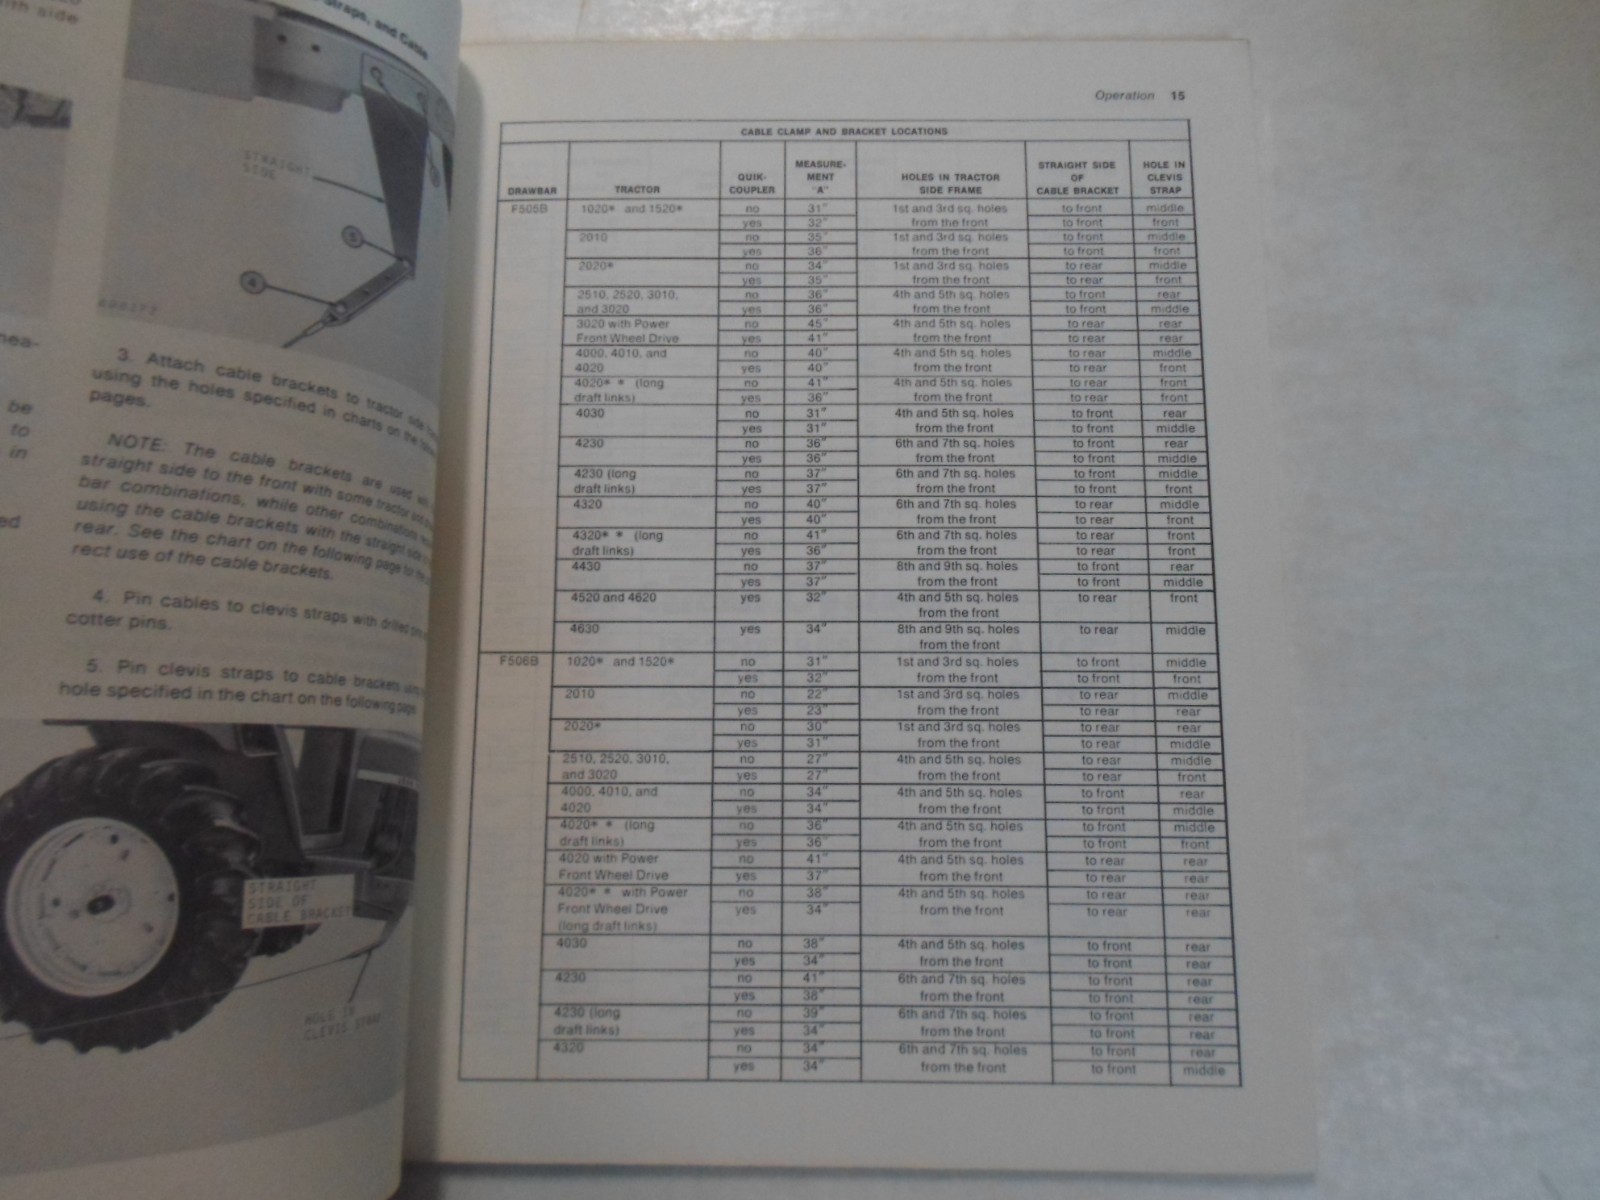 ith side
Straps, and Cable
STRAIGHT
SIDE
5
4
nea-
be
to
in
ed
3. Attach cable brackets to tractor side
using the holes specified in charts on the
pages.
NOTE: The cable brackets are used
straight side to the front with some tractor
bar combinations, while other combinations
using the cable brackets with the straight side
rear. See the chart on the following page for the
rect use of the cable brackets.
4. Pin cables to clevis straps with drilled pins
cotter pins.
5. Pin clevis straps to cable brackets using
hole specified in the chart on the following page.
STRAIGHT
SIDE OF
CABLE BRACKET
HOLE IN
CLEVIS STRAP
Operation 15
CABLE CLAMP AND BRACKET LOCATIONS
MEASURE- STRAIGHT SIDE HOLE IN
QUIK- MENT HOLES IN TRACTOR OF CLEVIS
DRAWBAR TRACTOR COUPLER "A" SIDE FRAME CABLE BRACKET STRAP
F505B 1020* and 1520* no 31" 1st and 3rd sq. holes to front middle
yes 32" from the front to front front
2010 no 35" 1st and 3rd sq. holes to front middle
yes 36" from the front to front front
2020* no 34" 1st and 3rd sq. holes to rear middle
yes 35" from the front to rear front
2510, 2520, 3010, no 36" 4th and 5th sq. holes to front rear
and 3020 yes 36" from the front to front middle
3020 with Power no 45" 4th and 5th sq. holes to rear rear
Front Wheel Drive yes 41" from the front to rear rear
4000, 4010, and no 40" 4th and 5th sq. holes to rear middle
4020 yes 40" from the front to rear front
4020* * (long no 41" 4th and 5th sq. holes to rear front
draft links) yes 36" from the front to rear front
4030 no 31" 4th and 5th sq. holes to front rear
yes 31" from the front to front middle
4230 no 36" 6th and 7th sq. holes to front rear
yes 36" from the front to front middle
4230 (long no 37" 6th and 7th sq. holes to front middle
draft links) yes 37" from the front to front front
4320 no 40" 6th and 7th sq. holes to rear middle
yes 40" from the front to rear front
4320* * (long no 41" 6th and 7th sq. holes to rear front
draft links) yes 36" from the front to rear front
4430 no 37" 8th and 9th sq. holes to front rear
yes 37" from the front to front middle
4520 and 4620 yes 32" 4th and 5th sq. holes to rear front
from the front
4630 yes 34" 8th and 9th sq. holes to rear middle
from the front
F506B 1020* and 1520* no 31" 1st and 3rd sq. holes to front middle
yes 32" from the front to front front
2010 no 22" 1st and 3rd sq. holes to rear middle
yes 23" from the front to rear rear
2020* no 30" 1st and 3rd sq. holes to rear rear
yes 31" from the front to rear middle
2510, 2520, 3010, no 27" 4th and 5th sq. holes to rear middle
and 3020 yes 27" from the front to rear front
4000, 4010, and no 34" 4th and 5th sq. holes to front rear
4020 yes 34" from the front to front middle
4020* * (long no 36" 4th and 5th sq. holes to front middle
draft links) yes 36" from the front to front front
4020 with Power no 41" 4th and 5th sq. holes to rear rear
Front Wheel Drive yes 37" from the front to rear rear
4020* * with Power no 38" 4th and 5th sq. holes to rear rear
Front Wheel Drive yes 34" from the front to rear rear
(long draft links)
4030 no 38" 4th and 5th sq. holes to front rear
yes 34" from the front to front rear
4230 no 41" 6th and 7th sq. holes to front rear
yes 38" from the front to front rear
4230 (long no 39" 6th and 7th sq. holes to front rear
draft links) yes 34" from the front to front rear
4320 no 34" 6th and 7th sq. holes to front rear
yes 34" from the front to front middle